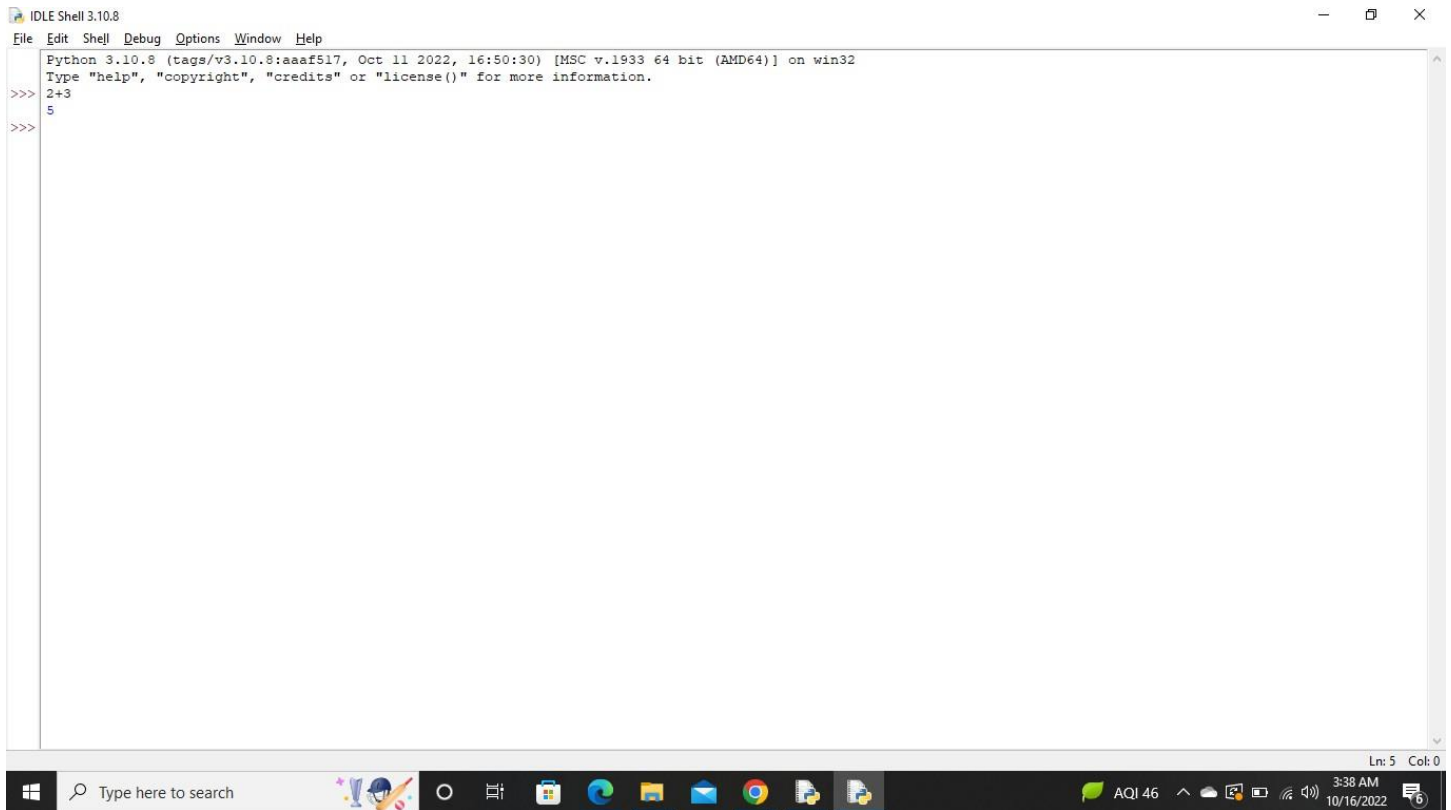 IDLE Shell 3.10.8
File Edit Shell Debug Options Window Help
Python 3.10.8 (tags/v3.10.8:aaaf517, Oct 11 2022, 16:50:30) [MSC v.1933 64 bit (AMD64)] on win32
Type "help", "copyright", "credits" or "license()" for more information.
>>> 2+3
5
>>>
Ln: 5 Col: 0
Type here to search
AQI 46
3:38 AM
10/16/2022
6